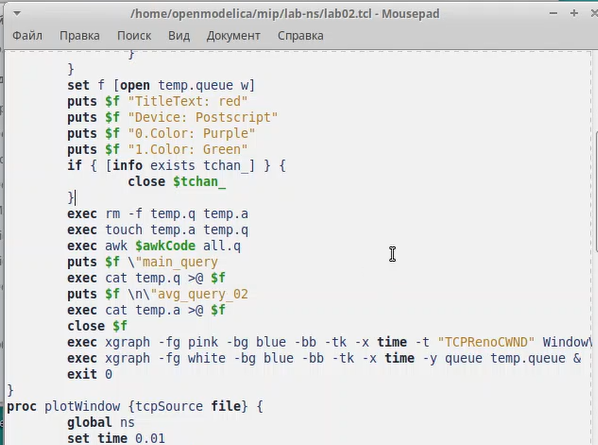 /home/openmodelica/mip/lab-ns/lab02.tcl - Mousepad
Файл Правка Поиск Вид Документ Справка
}
}
set f [open temp.queue w]
puts $f "TitleText: red"
puts $f "Device: Postscript"
puts $f "0.Color: Purple"
puts $f "1.Color: Green"
if { [info exists tchan_] } {
close $tchan_
}
exec rm -f temp.q temp.a
exec touch temp.a temp.q
exec awk $awkCode all.q
puts $f \"main_query
exec cat temp.q >@ $f
puts $f \n\"avg_query_02
exec cat temp.a >@ $f
close $f
exec xgraph -fg pink -bg blue -bb -tk -x time -t "TCPRenoCWND" Window
exec xgraph -fg white -bg blue -bb -tk -x time -y queue temp.queue &
exit 0
}
proc plotWindow {tcpSource file} {
global ns
set time 0.01